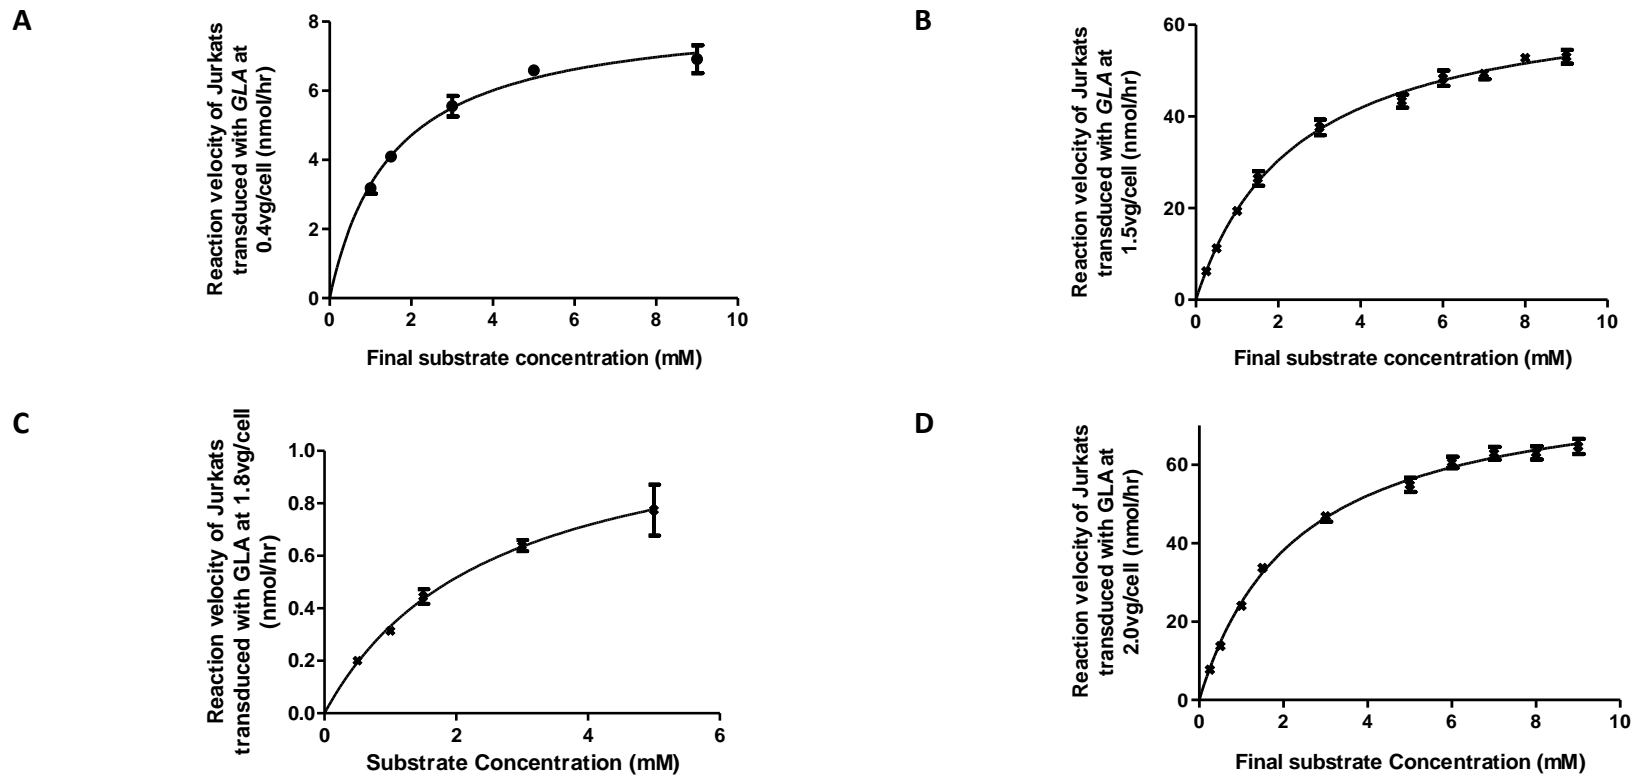 A
Reaction velocity of Jurkats
transduced with GLA at
0.4vg/cell (nmol/hr)
8
6
4
2
0
0 2 4 6 8 10
Final substrate concentration (mM)
B
Reaction velocity of Jurkats
transduced with GLA at
1.5vg/cell (nmol/hr)
60
40
20
0
0 2 4 6 8 10
Final substrate concentration (mM)
C
Reaction velocity of Jurkats
transduced with GLA at 1.8vg/cell
(nmol/hr)
1.0
0.8
0.6
0.4
0.2
0.0
0 2 4 6
Substrate Concentration (mM)
D
Reaction velocity of Jurkats
transduced with GLA at
2.0vg/cell (nmol/hr)
60
40
20
0
0 2 4 6 8 10
Final substrate concentration (mM)